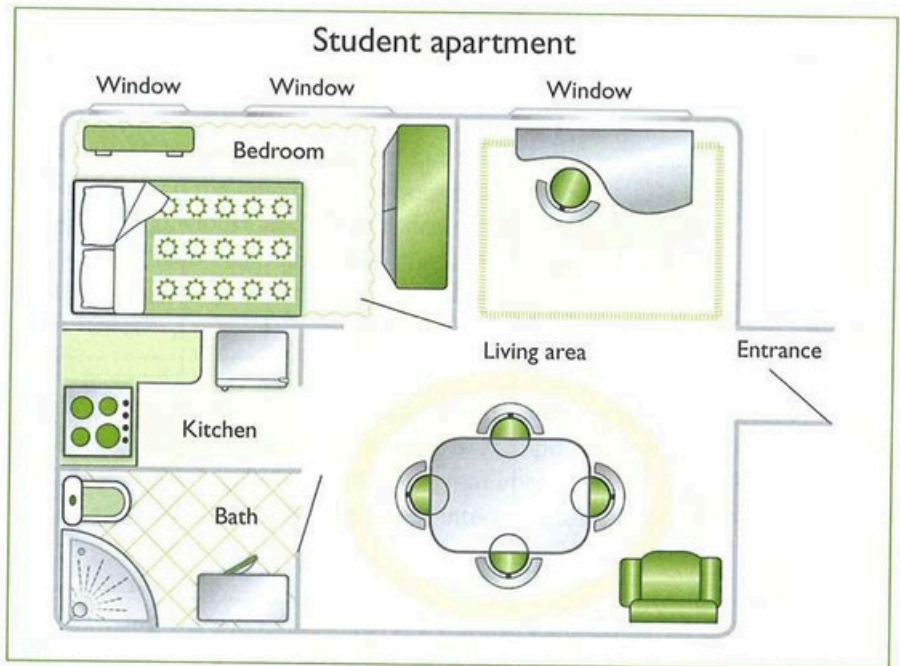 Student apartment
Window
Window
Window
Bedroom
Living area
Entrance
Kitchen
Bath